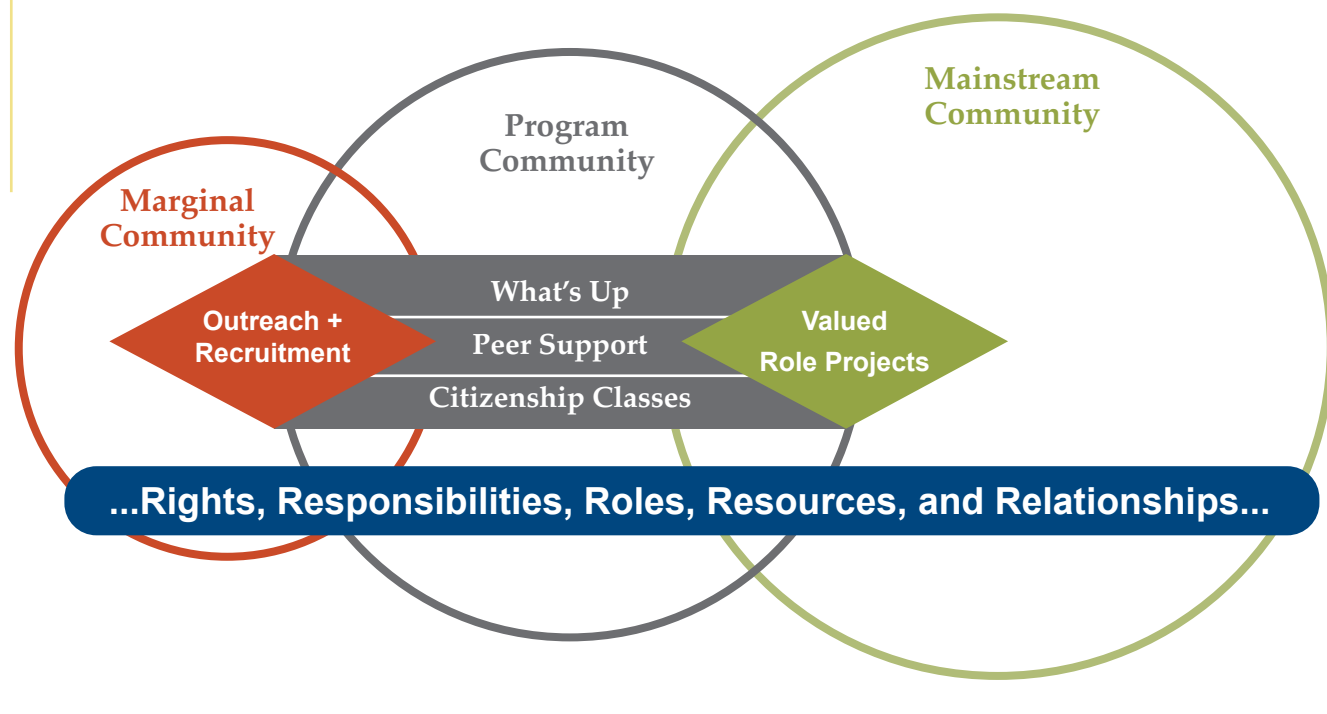 Mainstream
Community
Program
Community
Marginal
Community
Outreach +
Recruitment
What's Up
Peer Support
Citizenship Classes
Valued
Role Projects
...Rights, Responsibilities, Roles, Resources, and Relationships...